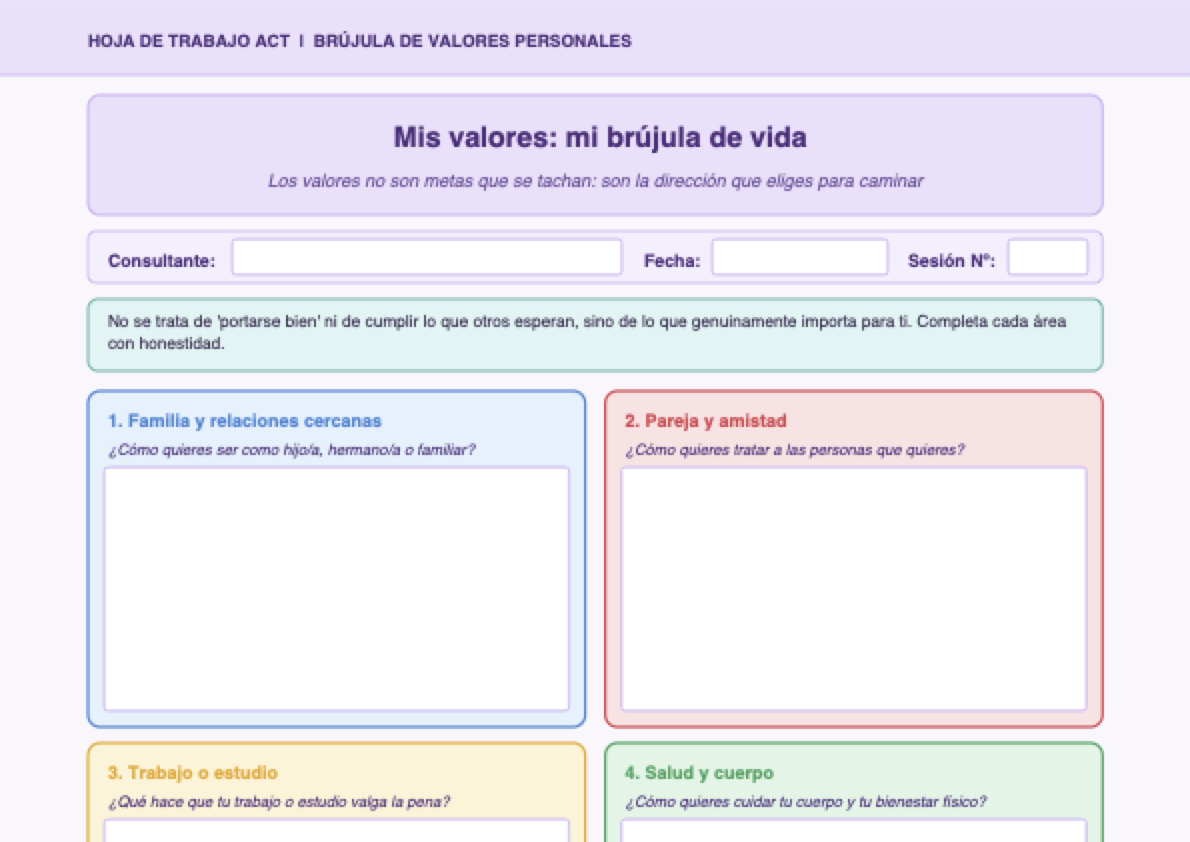 HOJA DE TRABAJO ACT | BRÚJULA DE VALORES PERSONALES
Mis valores: mi brújula de vida
Los valores no son metas que se tachan: son la dirección que eliges para caminar
Consultante: Fecha: Sesión Nº:
No se trata de 'portarse bien' ni de cumplir lo que otros esperan, sino de lo que genuinamente importa para ti. Completa cada área
con honestidad.
1. Familia y relaciones cercanas
¿Cómo quieres ser como hijo/a, hermano/a o familiar?
2. Pareja y amistad
¿Cómo quieres tratar a las personas que quieres?
3. Trabajo o estudio
¿Qué hace que tu trabajo o estudio valga la pena?
4. Salud y cuerpo
¿Cómo quieres cuidar tu cuerpo y tu bienestar físico?